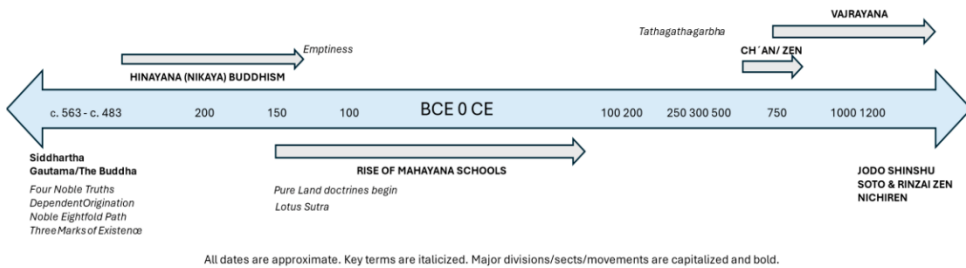 VAJRAYANA
Tathagathagarbha
CH´AN/ ZEN
Emptiness
HINAYANA (NIKAYA) BUDDHISM
c. 563 - c. 483 200 150 100 BCE 0 CE 100 200 250 300 500 750 1000 1200
Siddhartha
Gautama/The Buddha
Four Noble Truths
DependentOrigination
Noble Eightfold Path
Three Marks of Existence
RISE OF MAHAYANA SCHOOLS
Pure Land doctrines begin
Lotus Sutra
JODO SHINSHU
SOTO & RINZAI ZEN
NICHIREN
All dates are approximate. Key terms are italicized. Major divisions/sects/movements are capitalized and bold.